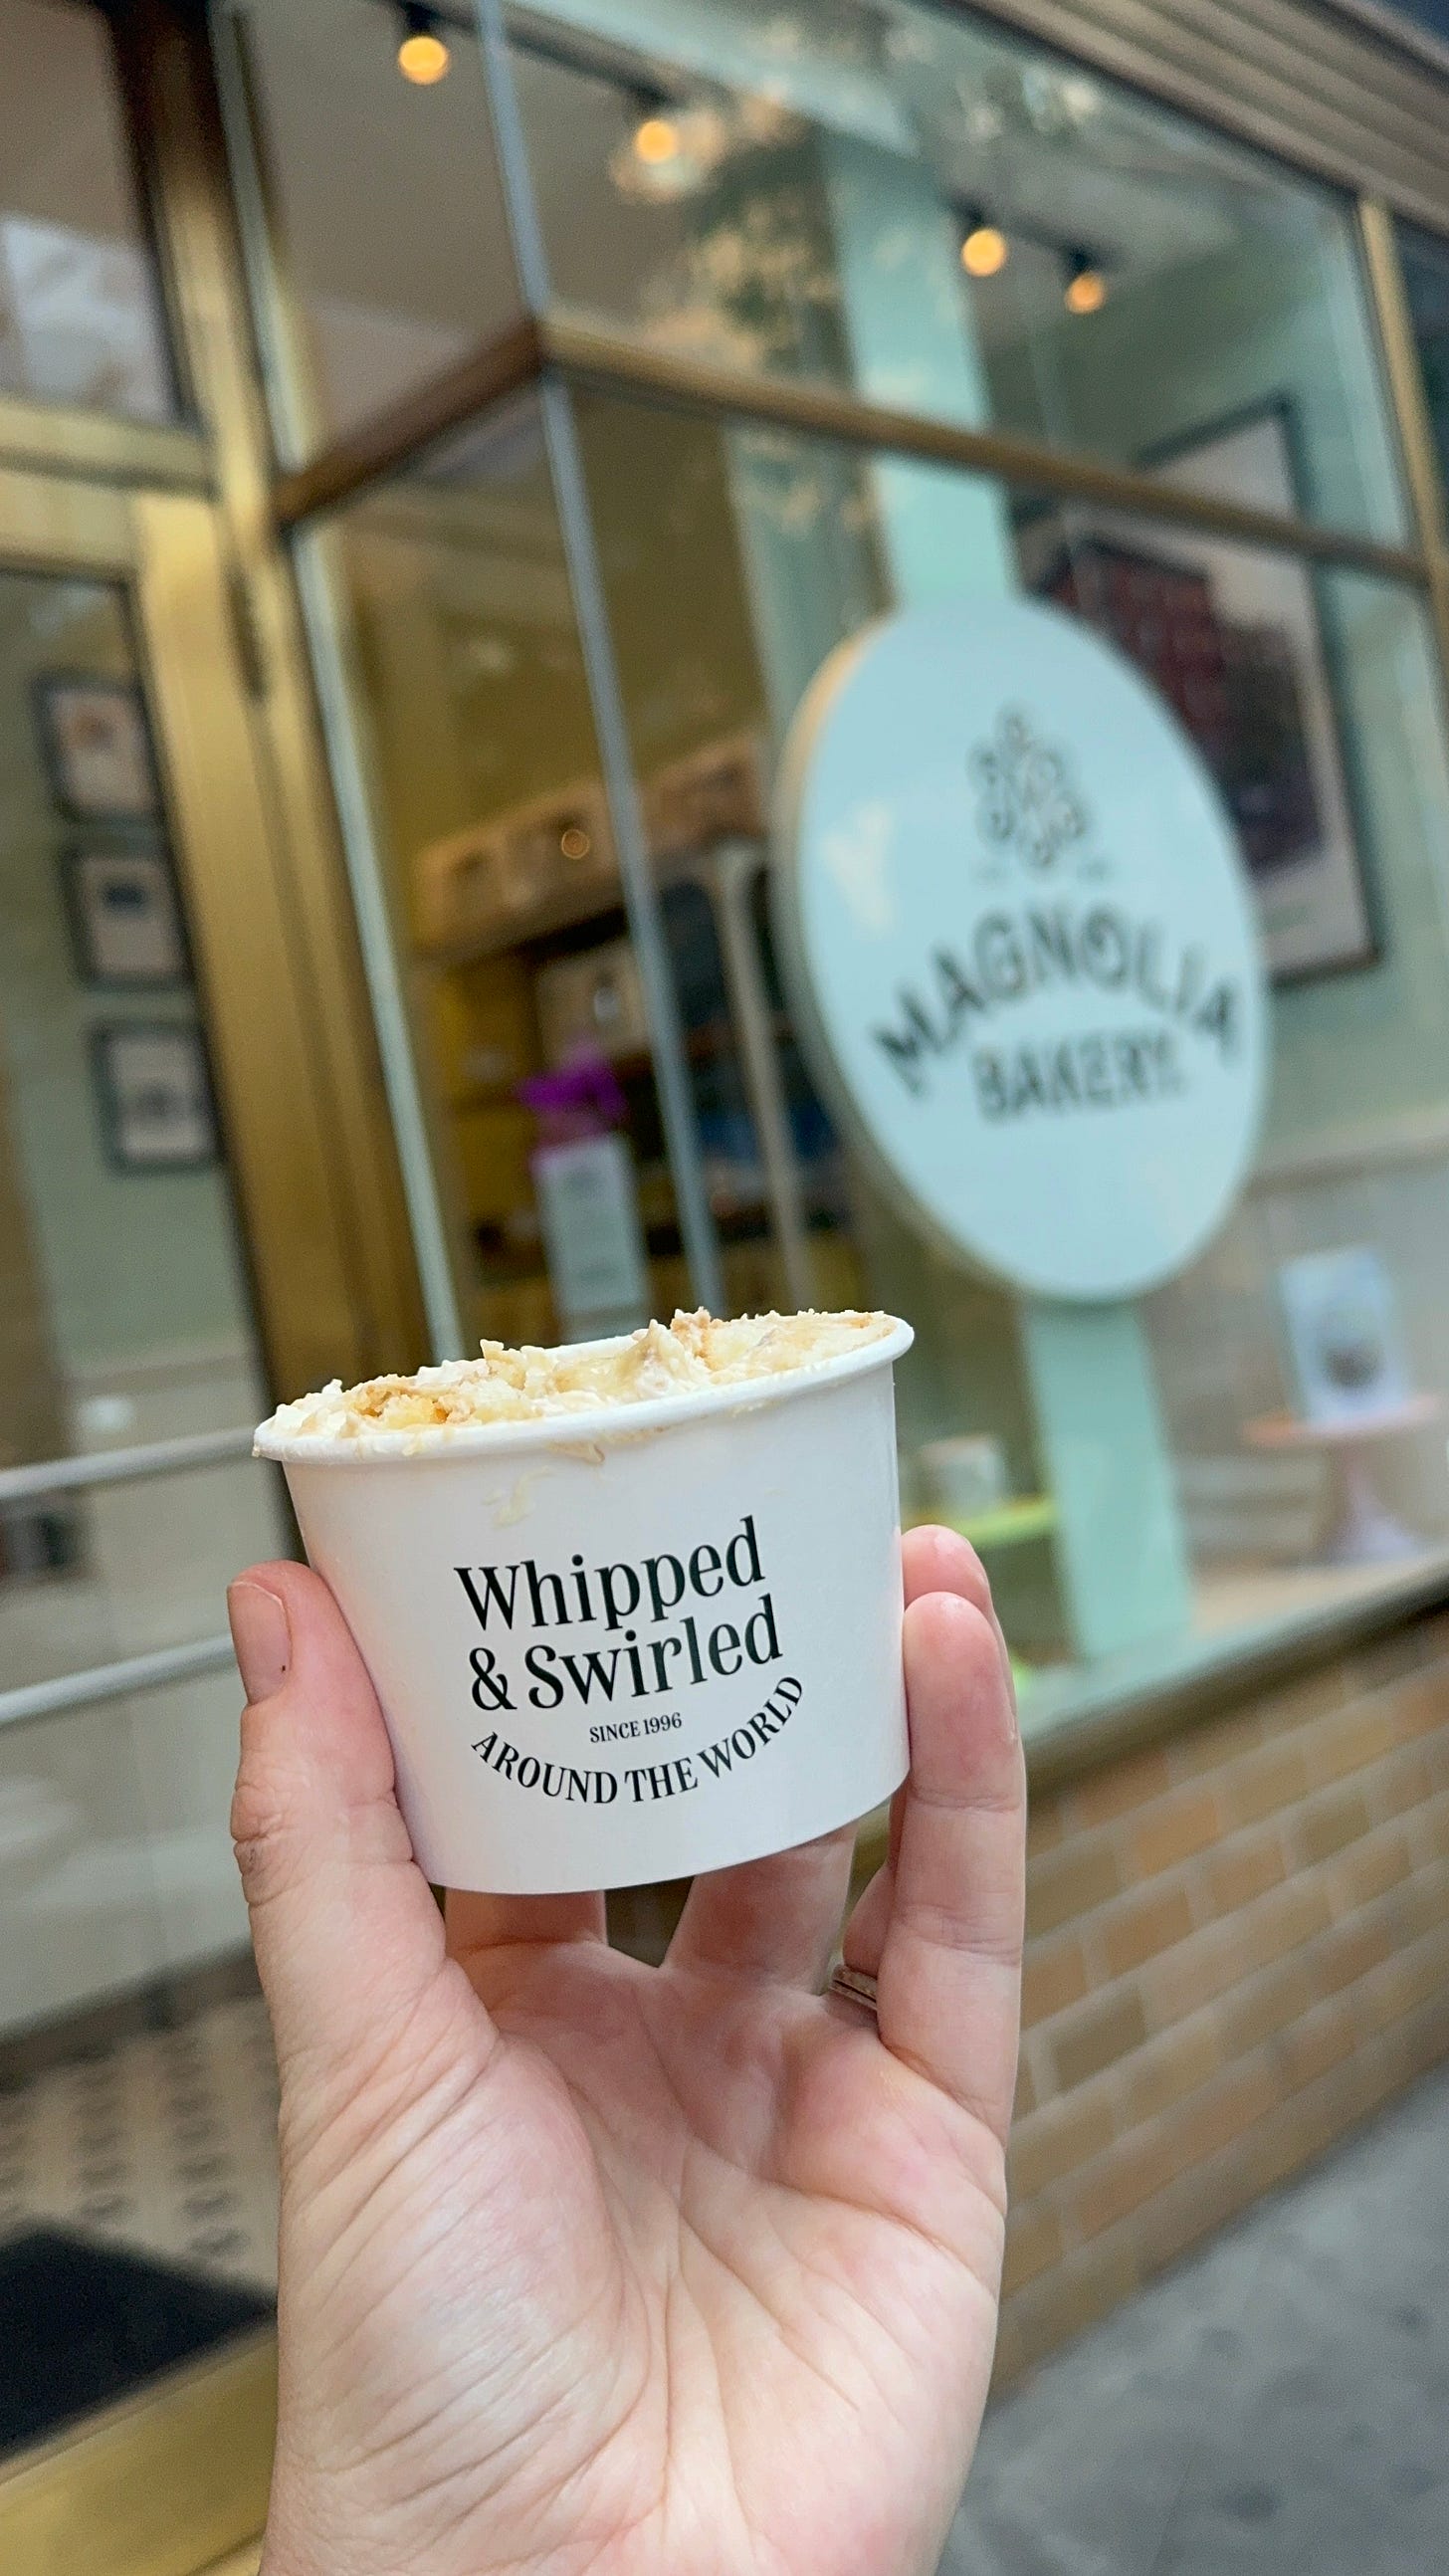 MAGNOLIA
BAKERY
Whipped
& Swirled
SINCE 1996
AROUND THE WORLD